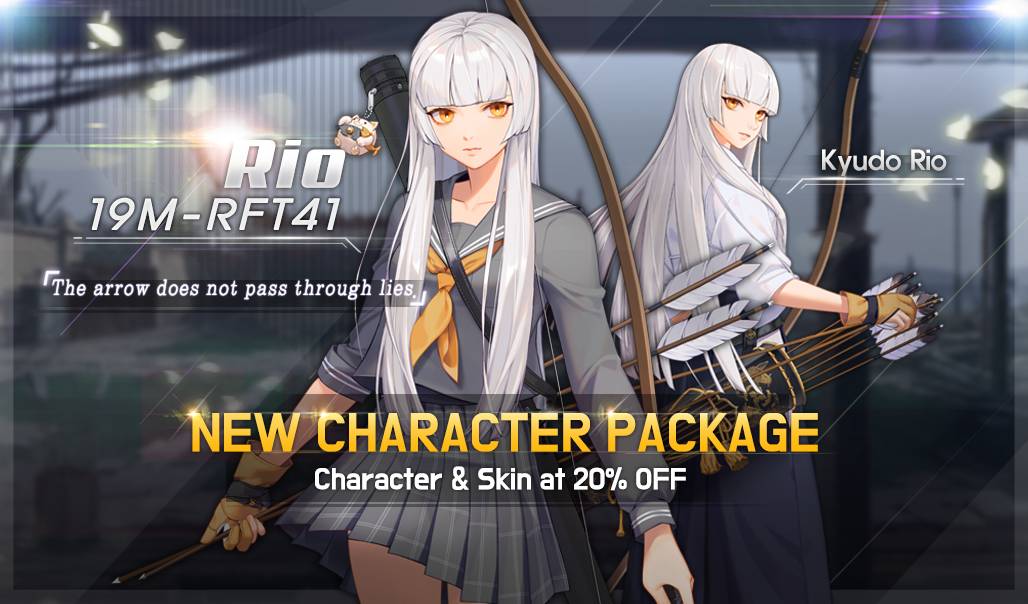 Rio
19M-RFT41
「The arrow does not pass through lies.」
Kyudo Rio
NEW CHARACTER PACKAGE
Character & Skin at 20% OFF